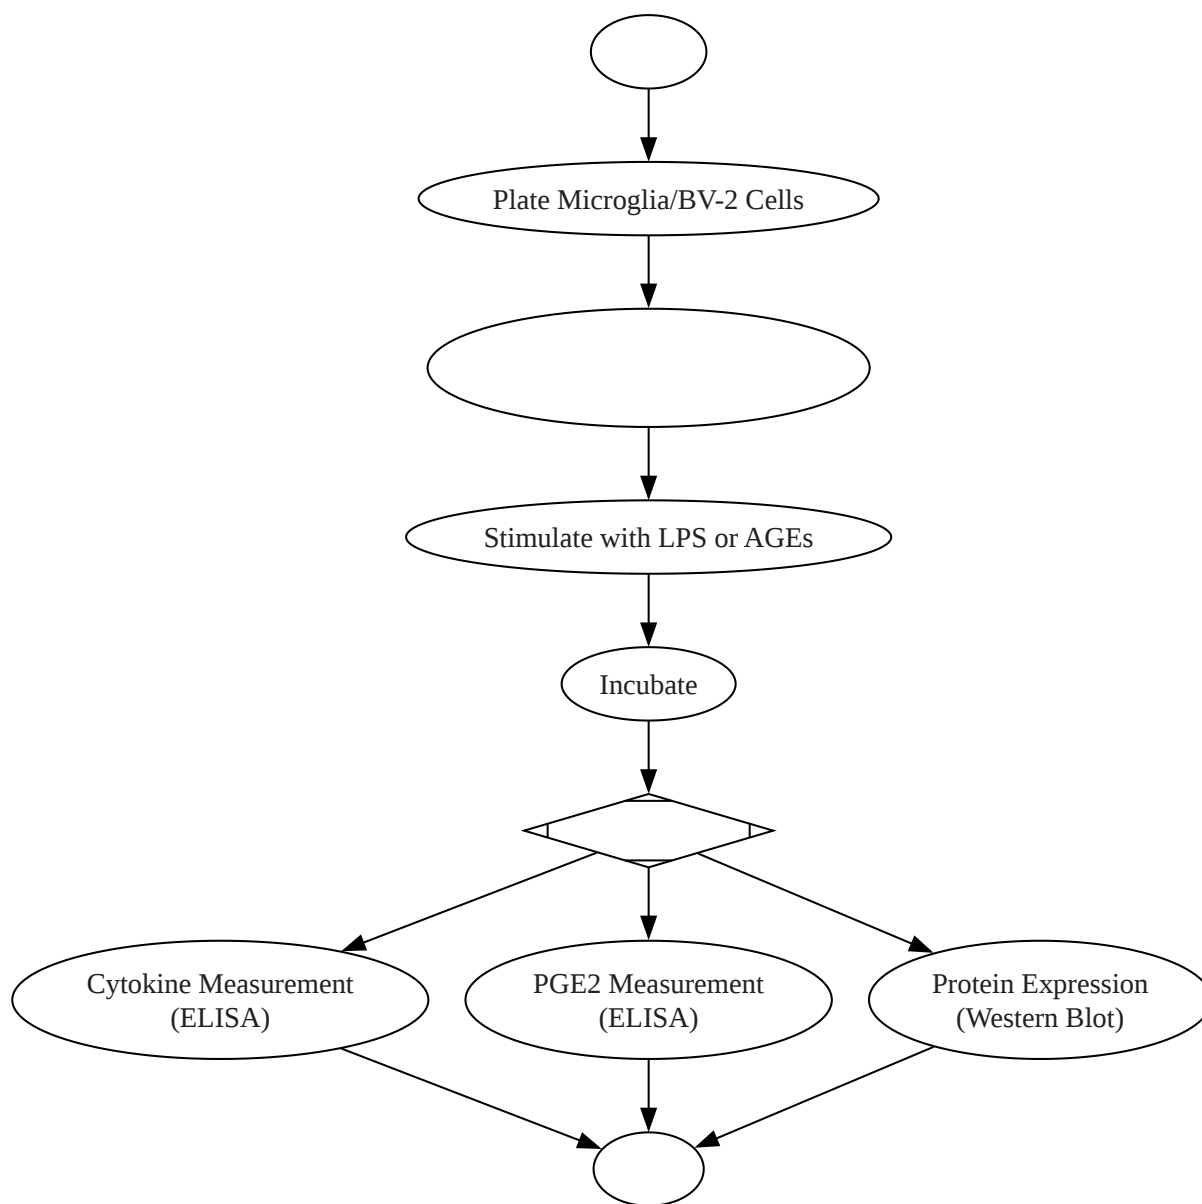 Plate Microglia/BV-2 Cells
Stimulate with LPS or AGEs
Incubate
Cytokine Measurement
(ELISA)
PGE2 Measurement
(ELISA)
Protein Expression
(Western Blot)